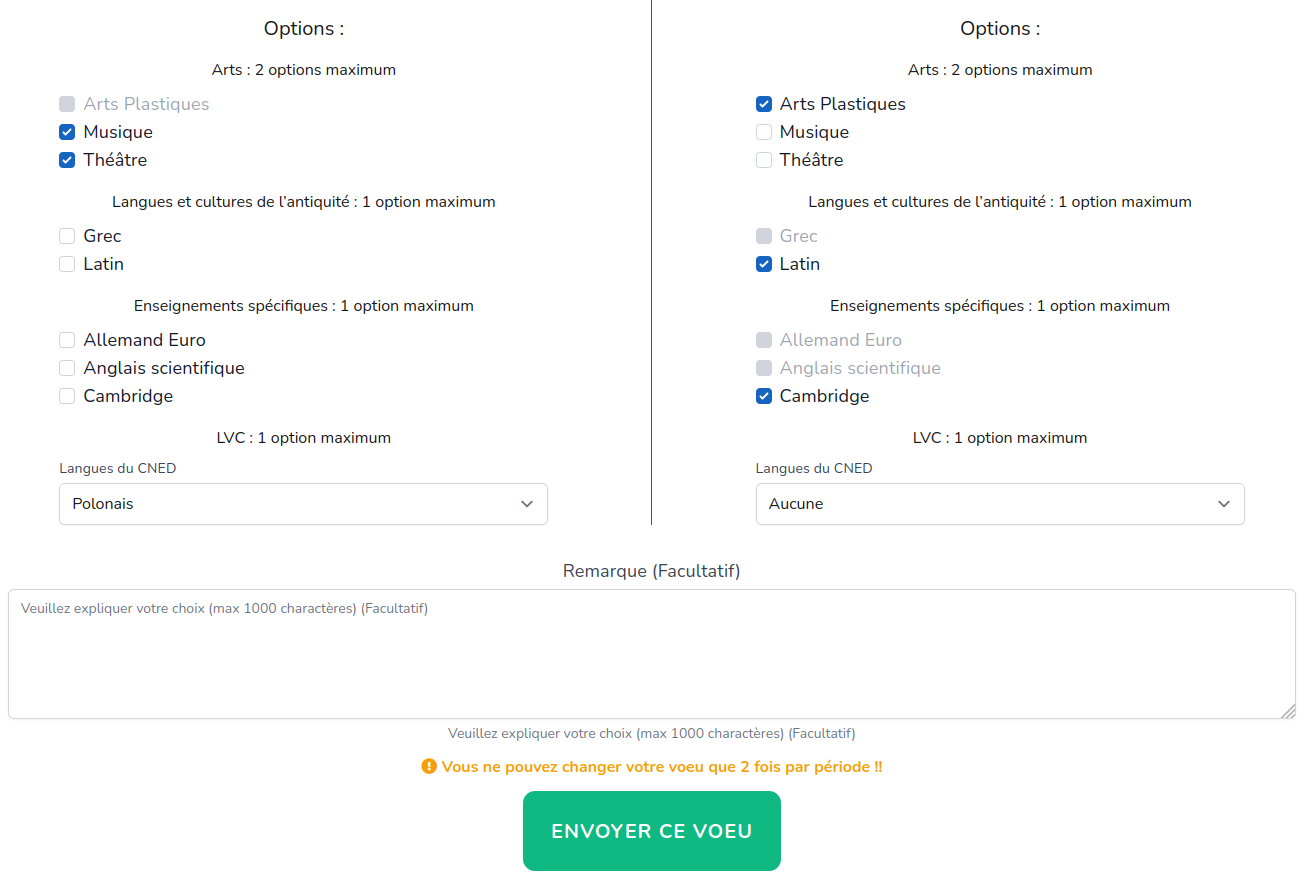 Options :
Arts : 2 options maximum
Arts Plastiques
Musique
Théâtre
Langues et cultures de l'antiquité : 1 option maximum
Grec
Latin
Enseignements spécifiques : 1 option maximum
Allemand Euro
Anglais scientifique
Cambridge
LVC : 1 option maximum
Langues du CNED
Polonais
Options :
Arts : 2 options maximum
Arts Plastiques
Musique
Théâtre
Langues et cultures de l'antiquité : 1 option maximum
Grec
Latin
Enseignements spécifiques : 1 option maximum
Allemand Euro
Anglais scientifique
Cambridge
LVC : 1 option maximum
Langues du CNED
Aucune
Remarque (Facultatif)
Veuillez expliquer votre choix (max 1000 charactères) (Facultatif)
Veuillez expliquer votre choix (max 1000 charactères) (Facultatif)
Vous ne pouvez changer votre voeu que 2 fois par période !!
ENVOYER CE VOEU